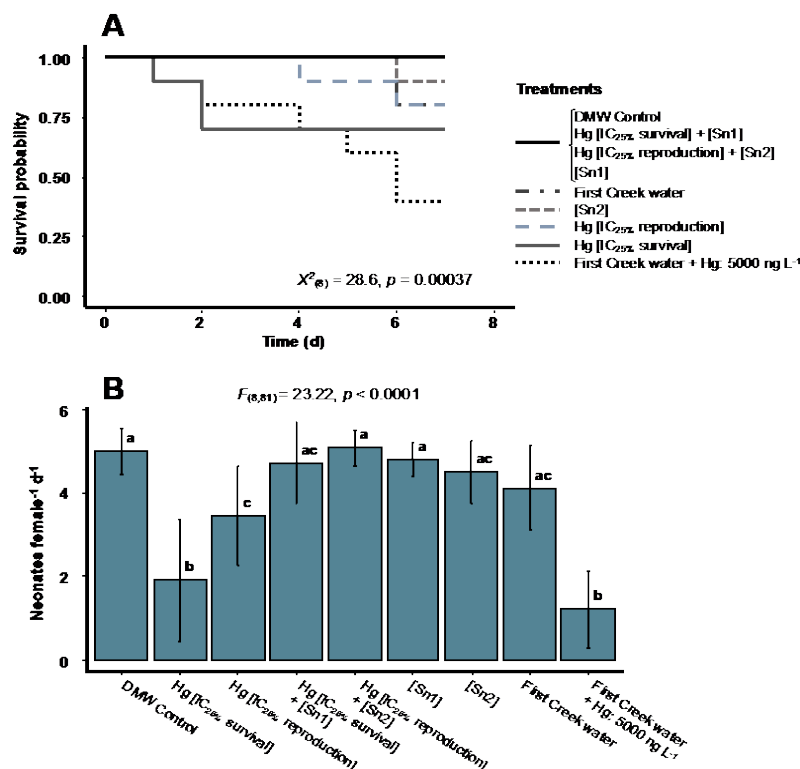 A
Survival probability
1.00
0.75
0.50
0.25
0.00
X²₍₈₎ = 28.6, p = 0.00037
0 2 4 6 8
Time (d)
Treatments
DMW Control
Hg [IC₂₅% survival] + [Sn1]
Hg [IC₂₅% reproduction] + [Sn2]
[Sn1]
First Creek water
[Sn2]
Hg [IC₂₅% reproduction]
Hg [IC₂₅% survival]
First Creek water + Hg: 5000 ng L⁻¹
B
F₍₈,₈₁₎ = 23.22, p < 0.0001
Neonates female⁻¹ d⁻¹
6
4
2
0
a
b
c
ac
a
a
ac
ac
b
DMW Control
Hg [IC₂₅% survival]
Hg [IC₂₅% reproduction]
Hg [IC₂₅% survival]
+ [Sn1]
Hg [IC₂₅% reproduction]
+ [Sn2]
[Sn1]
[Sn2]
First Creek water
First Creek water
+ Hg: 5000 ng L⁻¹